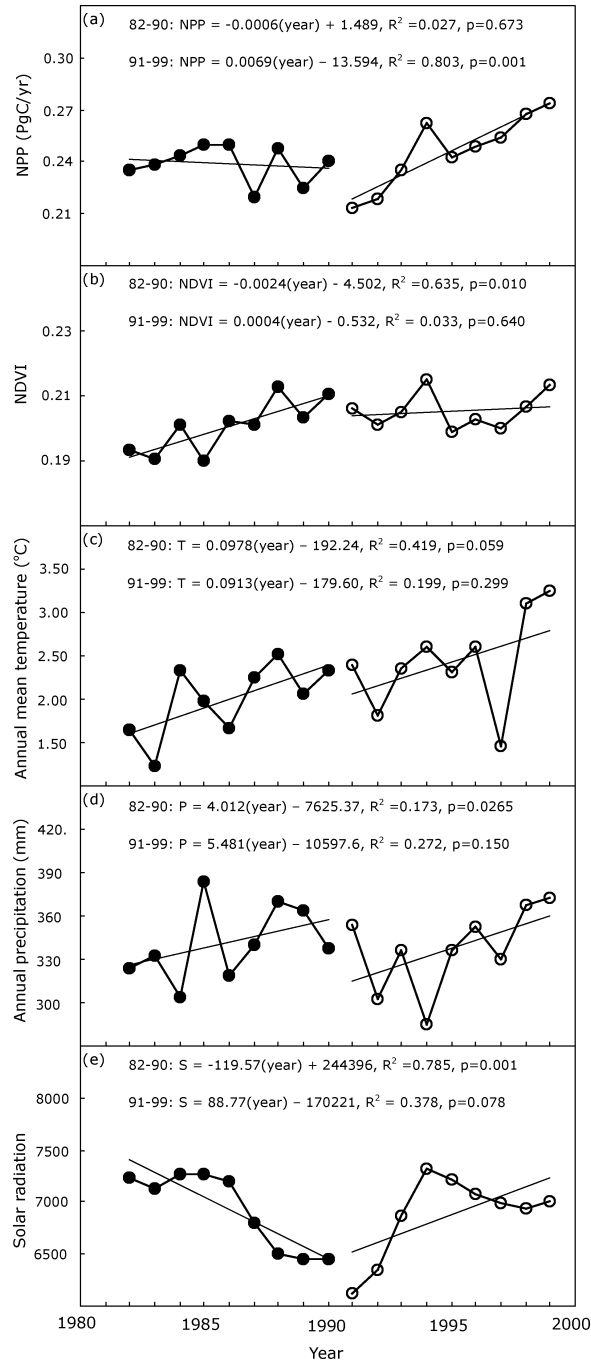 (a)
82-90: NPP = -0.0006(year) + 1.489, R² =0.027, p=0.673
91-99: NPP = 0.0069(year) – 13.594, R² = 0.803, p=0.001
0.30
0.27
0.24
0.21
NPP (PgC/yr)
(b)
82-90: NDVI = -0.0024(year) - 4.502, R² =0.635, p=0.010
91-99: NDVI = 0.0004(year) - 0.532, R² = 0.033, p=0.640
0.23
0.21
0.19
NDVI
(c)
82-90: T = 0.0978(year) – 192.24, R² =0.419, p=0.059
91-99: T = 0.0913(year) – 179.60, R² = 0.199, p=0.299
3.50
3.00
2.50
2.00
1.50
Annual mean temperature (°C)
(d)
82-90: P = 4.012(year) – 7625.37, R² =0.173, p=0.0265
91-99: P = 5.481(year) – 10597.6, R² = 0.272, p=0.150
420.
390
360
330
300
Annual precipitation (mm)
(e)
82-90: S = -119.57(year) + 244396, R² =0.785, p=0.001
91-99: S = 88.77(year) – 170221, R² = 0.378, p=0.078
8000
7500
7000
6500
Solar radiation
1980 1985 1990 1995 2000
Year